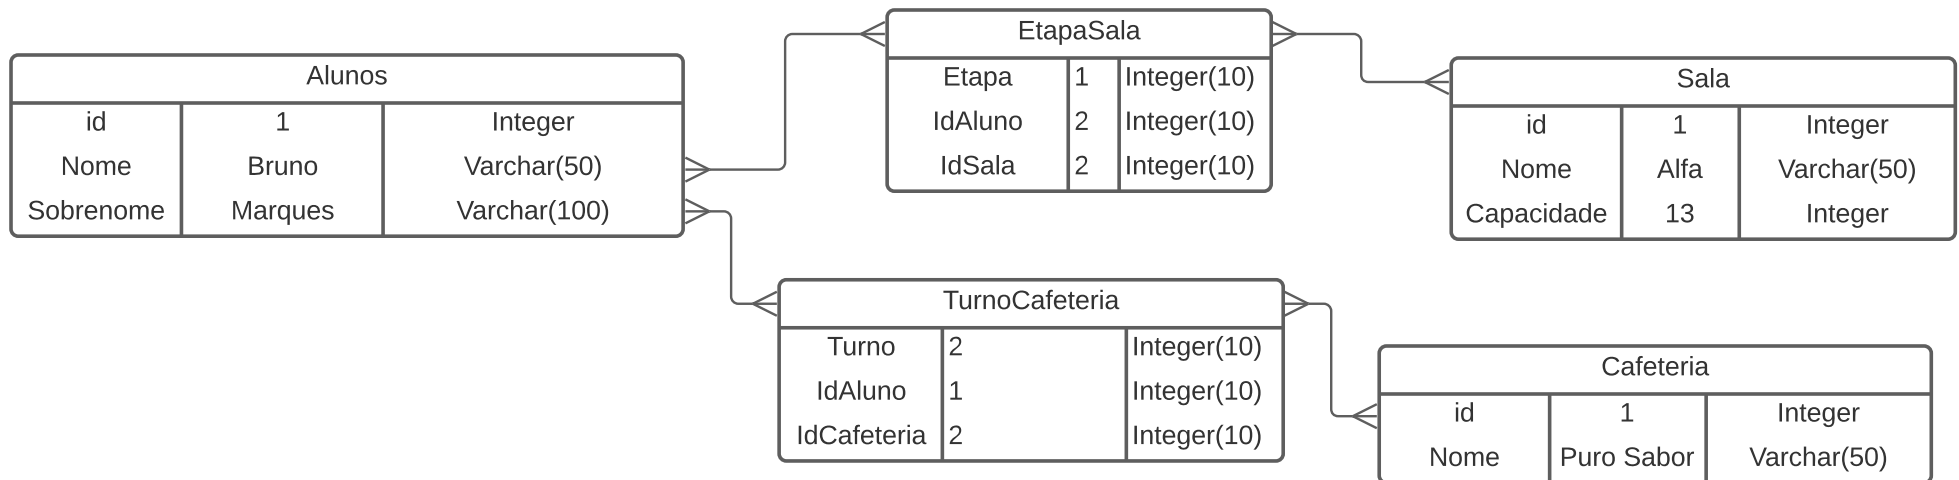 Alunos
id 1 Integer
Nome Bruno Varchar(50)
Sobrenome Marques Varchar(100)
EtapaSala
Etapa 1 Integer(10)
IdAluno 2 Integer(10)
IdSala 2 Integer(10)
Sala
id 1 Integer
Nome Alfa Varchar(50)
Capacidade 13 Integer
TurnoCafeteria
Turno 2 Integer(10)
IdAluno 1 Integer(10)
IdCafeteria 2 Integer(10)
Cafeteria
id 1 Integer
Nome Puro Sabor Varchar(50)